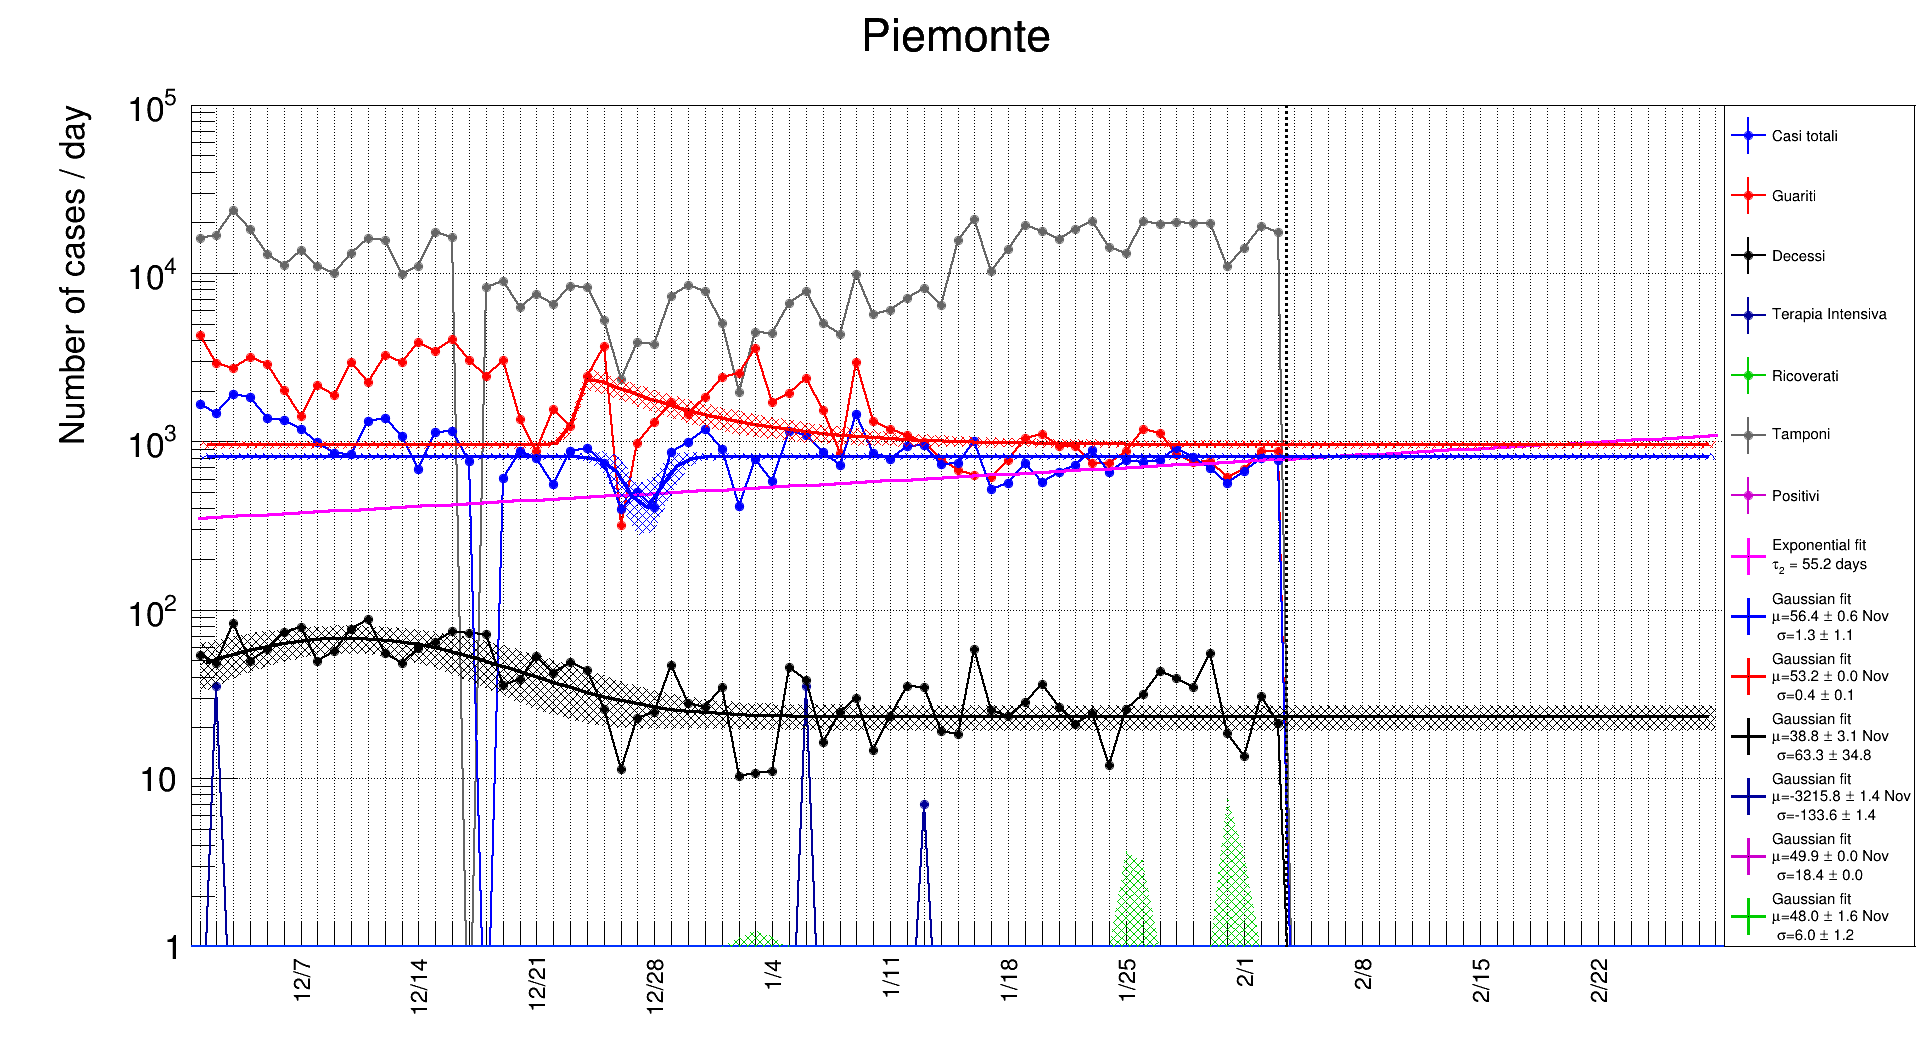 Piemonte
Number of cases / day
10^5
10^4
10^3
10^2
10
1
12/7
12/14
12/21
12/28
1/4
1/11
1/18
1/25
2/1
2/8
2/15
2/22
Casi totali
Guariti
Decessi
Terapia Intensiva
Ricoverati
Tamponi
Positivi
Exponential fit
τ_2 = 55.2 days
Gaussian fit
μ=56.4 ± 0.6 Nov
σ=1.3 ± 1.1
Gaussian fit
μ=53.2 ± 0.0 Nov
σ=0.4 ± 0.1
Gaussian fit
μ=38.8 ± 3.1 Nov
σ=63.3 ± 34.8
Gaussian fit
μ=-3215.8 ± 1.4 Nov
σ=-133.6 ± 1.4
Gaussian fit
μ=49.9 ± 0.0 Nov
σ=18.4 ± 0.0
Gaussian fit
μ=48.0 ± 1.6 Nov
σ=6.0 ± 1.2